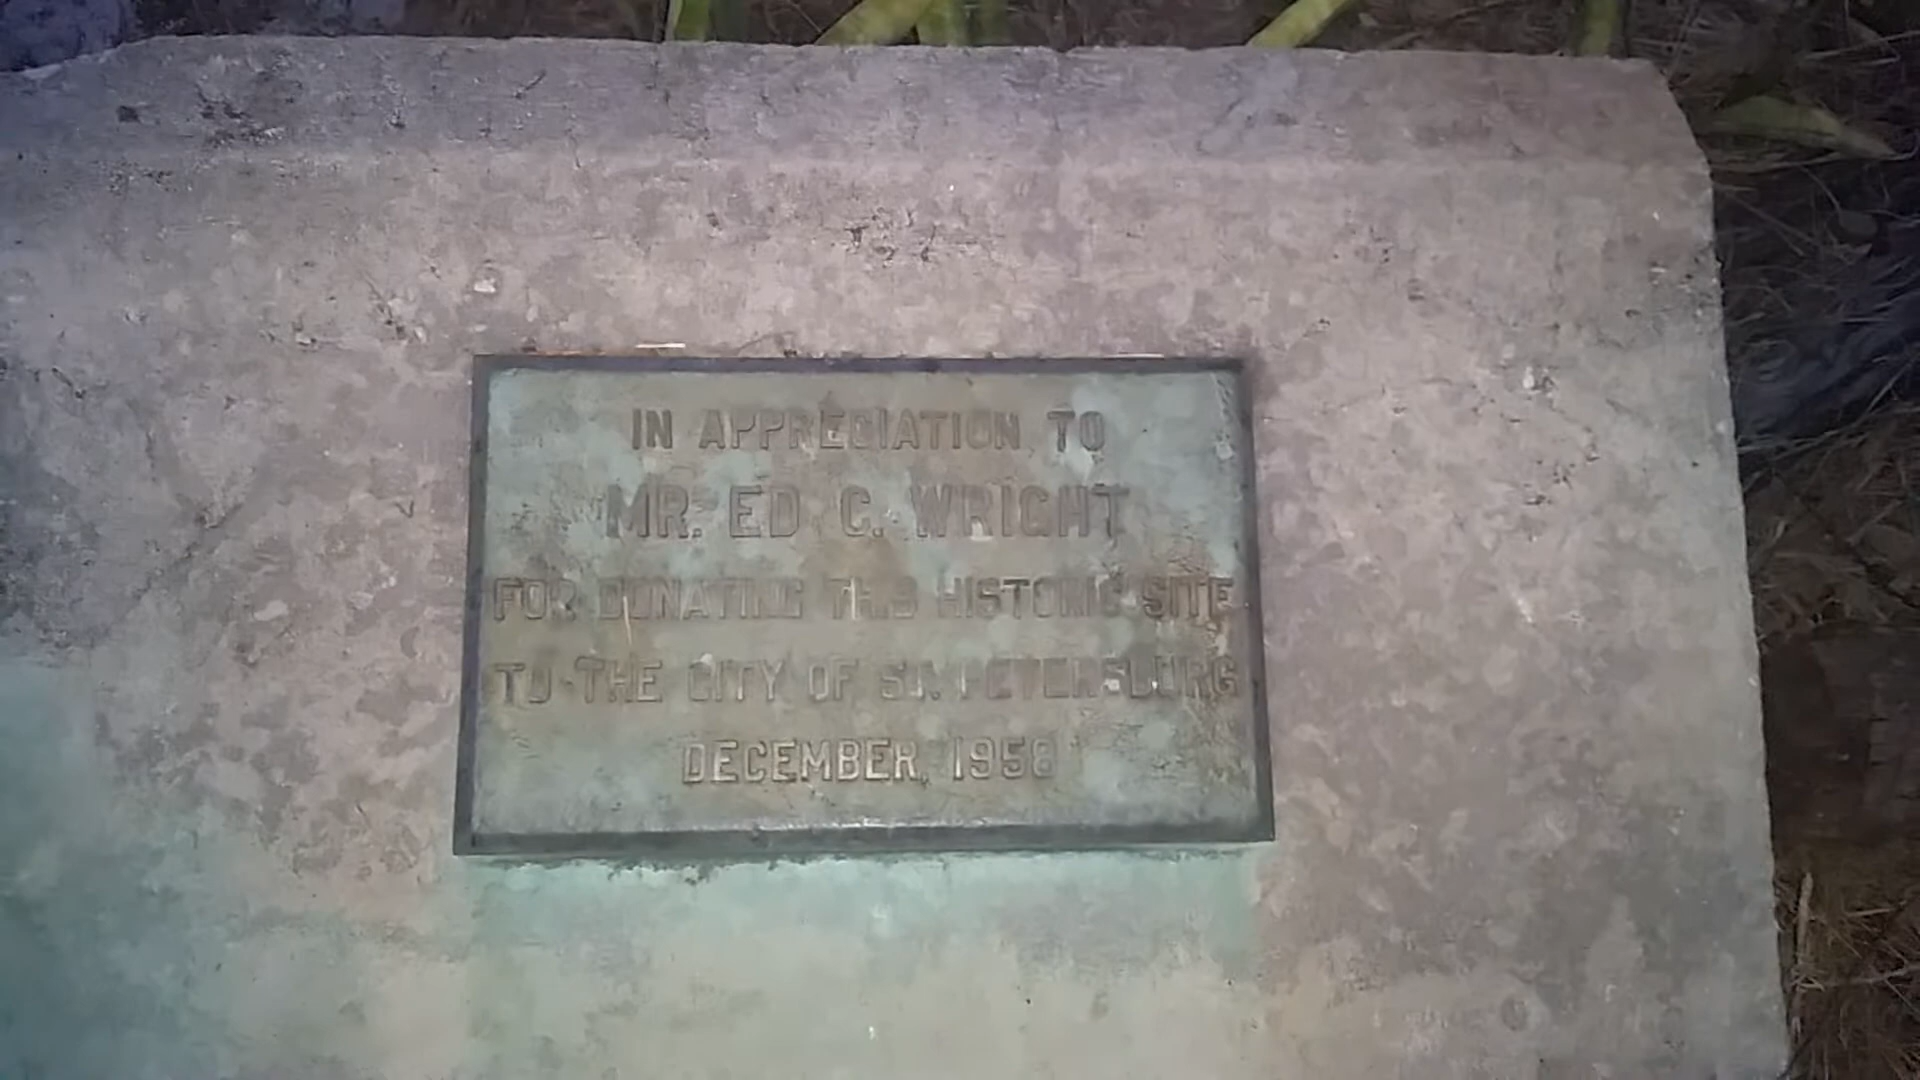 IN APPRECIATION TO
MR. ED C. WRIGHT
FOR DONATING THIS HISTORIC SITE
TO THE CITY OF ST. PETERSBURG
DECEMBER, 1958